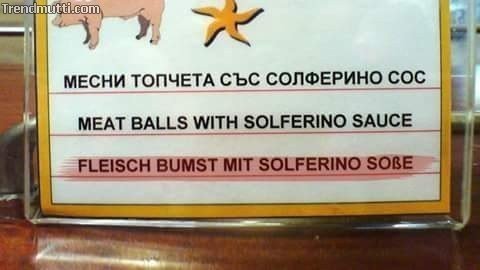 Trendmutti.com
МЕСНИ ТОПЧЕТА СЪС СОЛФЕРИНО СОС
MEAT BALLS WITH SOLFERINO SAUCE
FLEISCH BUMST MIT SOLFERINO SOßE